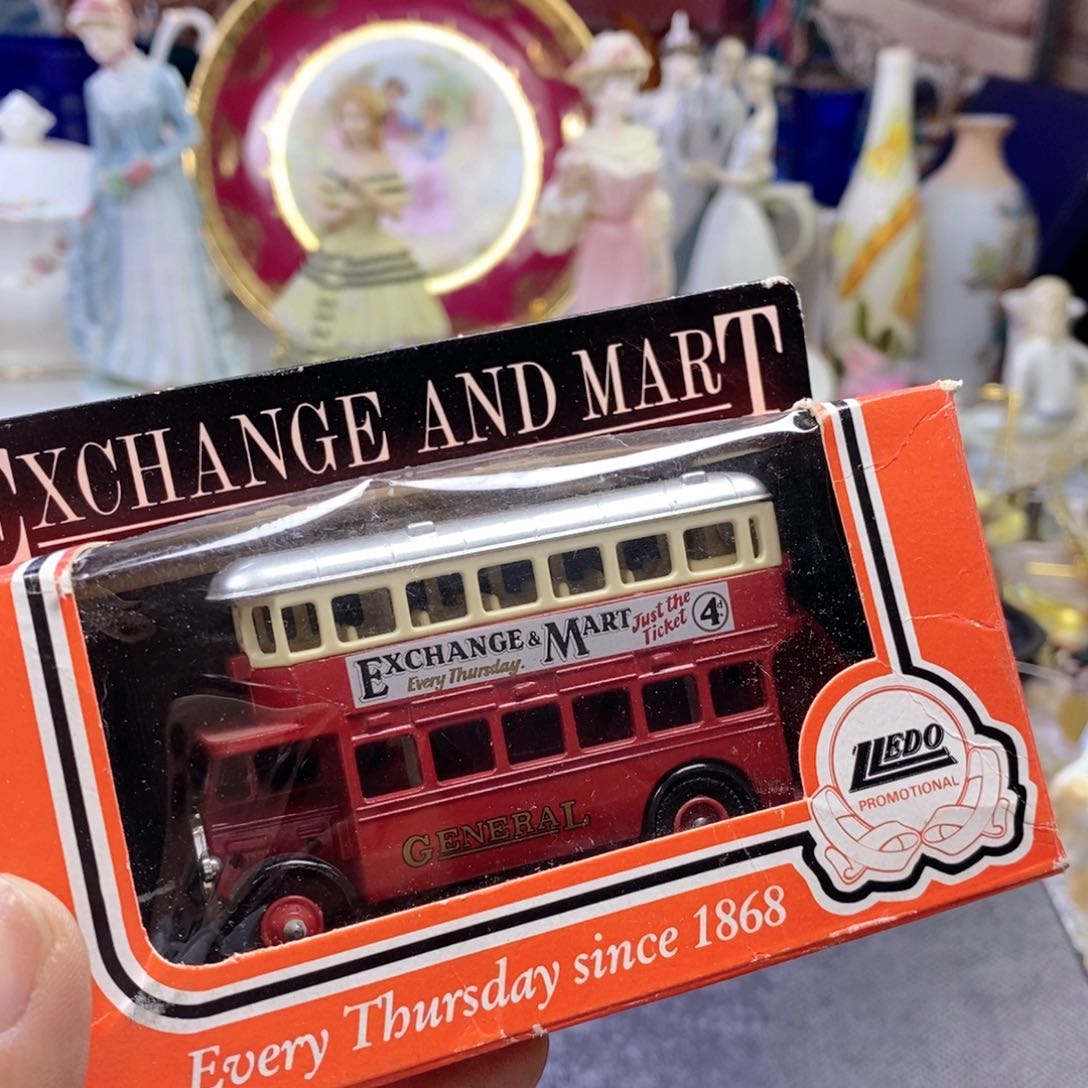 EXCHANGE AND MART
EXCHANGE & MART Just the Ticket 4d
Every Thursday.
GENERAL
LLEDO
PROMOTIONAL
Every Thursday since 1868